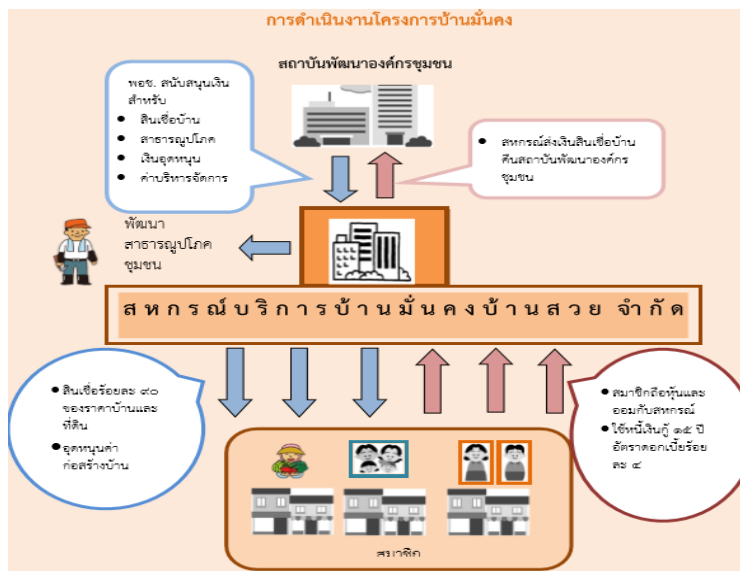 การดำเนินงานโครงการบ้านมั่นคง
สถาบันพัฒนาองค์กรชุมชน
พอช. สนับสนุนเงิน
สำหรับ
● สินเชื่อบ้าน
● สาธารณูปโภค
● เงินอุดหนุน
● ค่าบริหารจัดการ
● สหกรณ์ส่งเงินสินเชื่อบ้าน
คืนสถาบันพัฒนาองค์กร
ชุมชน
พัฒนา
สาธารณูปโภค
ชุมชน
สหกรณ์บริการบ้านมั่นคงบ้านสวย จำกัด
● สินเชื่อร้อยละ ๙๐
ของราคาบ้านและ
ที่ดิน
● อุดหนุนค่า
ก่อสร้างบ้าน
● สมาชิกถือหุ้นและ
ออมกับสหกรณ์
● ใช้หนี้เงินกู้ ๑๕ ปี
อัตราดอกเบี้ยร้อย
ละ ๔
สมาชิก